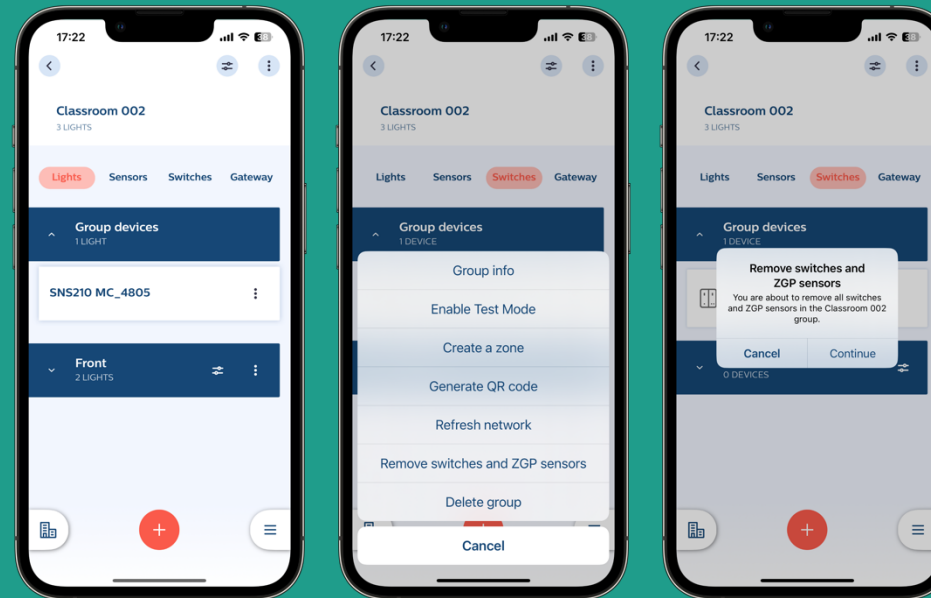 17:22
38
Classroom 002
3 LIGHTS
Lights Sensors Switches Gateway
Group devices
1 LIGHT
SNS210 MC_4805
Front
2 LIGHTS
17:22
38
Classroom 002
3 LIGHTS
Lights Sensors Switches Gateway
Group devices
1 DEVICE
Group info
Enable Test Mode
Create a zone
Generate QR code
Refresh network
Remove switches and ZGP sensors
Delete group
Cancel
17:22
38
Classroom 002
3 LIGHTS
Lights Sensors Switches Gateway
Group devices
1 DEVICE
Remove switches and
ZGP sensors
You are about to remove all switches
and ZGP sensors in the Classroom 002
group.
Cancel Continue
0 DEVICES